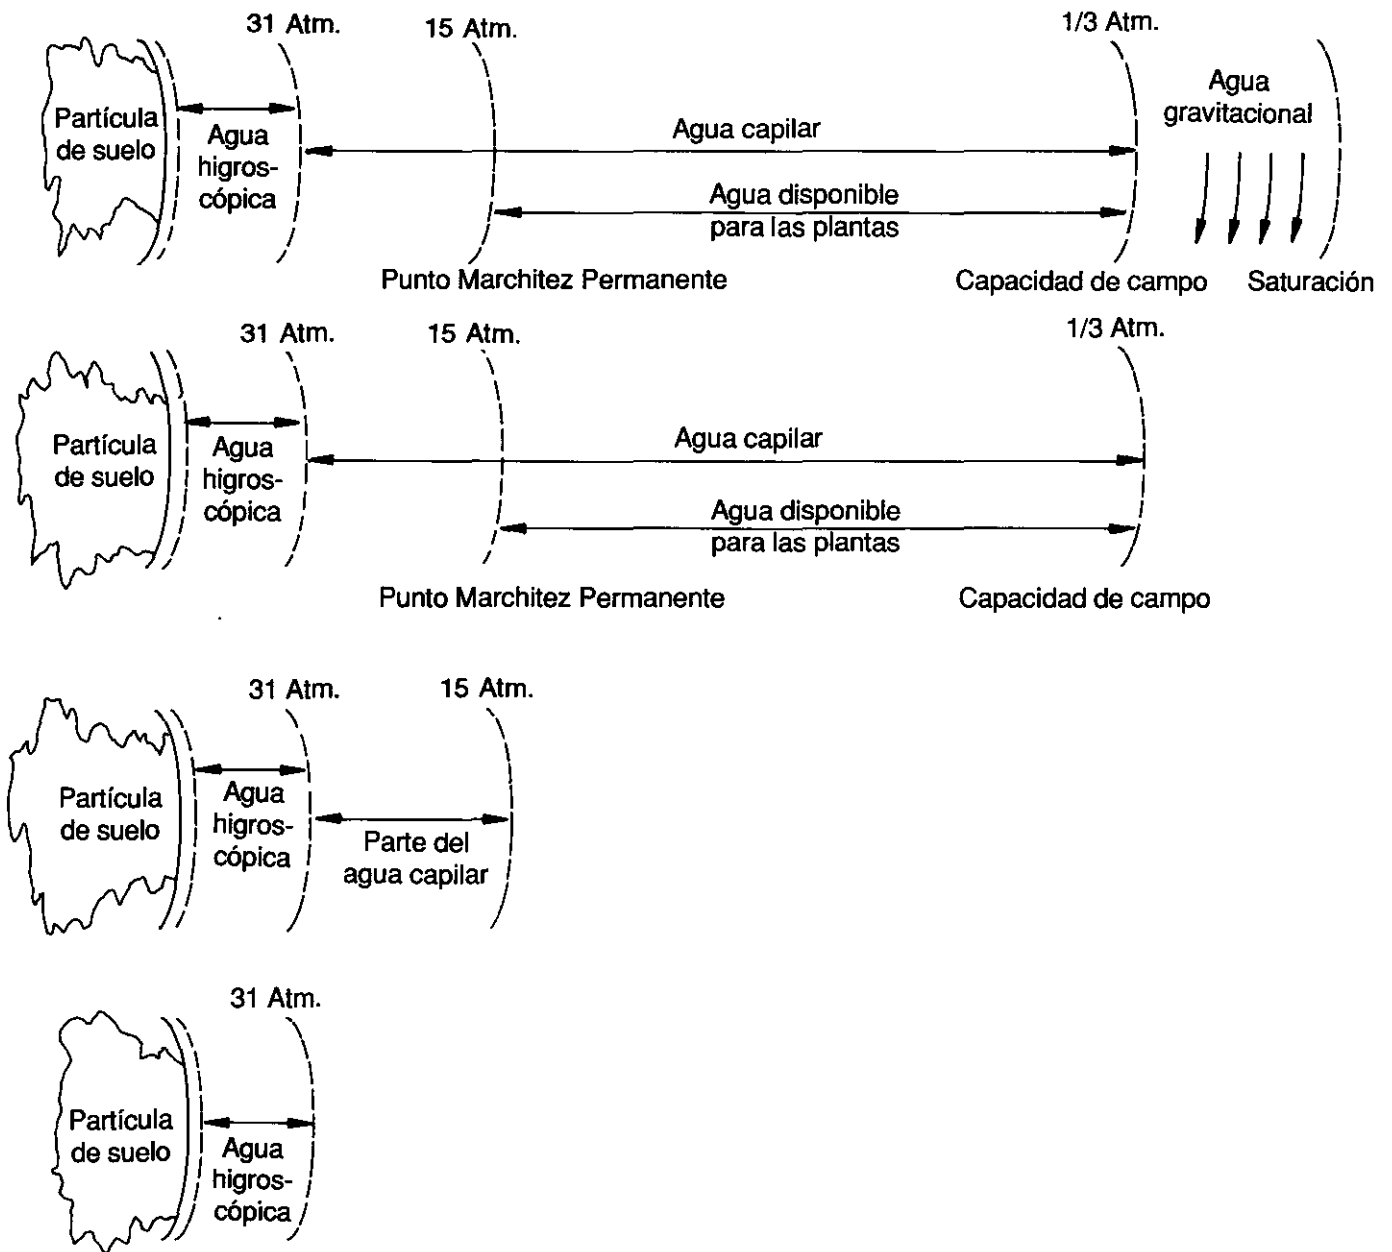 31 Atm.
15 Atm.
1/3 Atm.
Partícula
de suelo
Agua
higros-
cópica
Agua capilar
Agua disponible
para las plantas
Agua
gravitacional
Punto Marchitez Permanente
Capacidad de campo
Saturación
31 Atm.
15 Atm.
1/3 Atm.
Partícula
de suelo
Agua
higros-
cópica
Agua capilar
Agua disponible
para las plantas
Punto Marchitez Permanente
Capacidad de campo
31 Atm.
15 Atm.
Partícula
de suelo
Agua
higros-
cópica
Parte del
agua capilar
31 Atm.
Partícula
de suelo
Agua
higros-
cópica